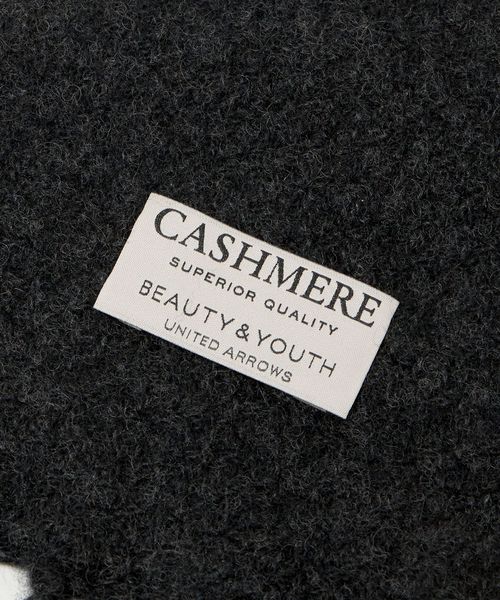 CASHMERE
SUPERIOR QUALITY
BEAUTY & YOUTH
UNITED ARROWS